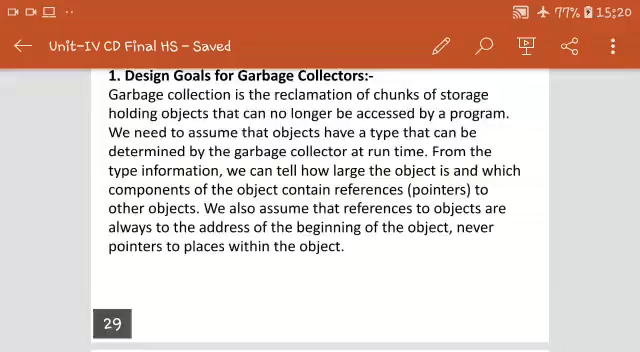 77% 15:20
Unit-IV CD Final HS - Saved
1. Design Goals for Garbage Collectors:-
Garbage collection is the reclamation of chunks of storage
holding objects that can no longer be accessed by a program.
We need to assume that objects have a type that can be
determined by the garbage collector at run time. From the
type information, we can tell how large the object is and which
components of the object contain references (pointers) to
other objects. We also assume that references to objects are
always to the address of the beginning of the object, never
pointers to places within the object.
29